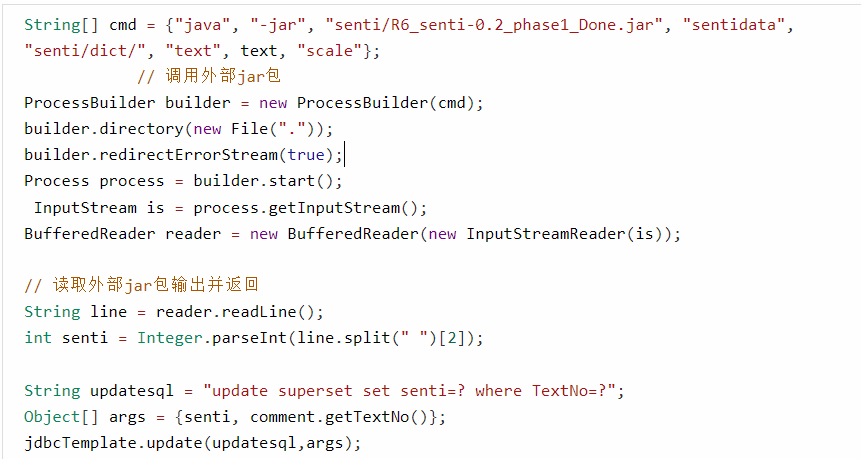 String[] cmd = {"java", "-jar", "senti/R6_senti-0.2_phase1_Done.jar", "sentidata",
"senti/dict/", "text", text, "scale"};
// 调用外部jar包
ProcessBuilder builder = new ProcessBuilder(cmd);
builder.directory(new File("."));
builder.redirectErrorStream(true);
Process process = builder.start();
InputStream is = process.getInputStream();
BufferedReader reader = new BufferedReader(new InputStreamReader(is));
// 读取外部jar包输出并返回
String line = reader.readLine();
int senti = Integer.parseInt(line.split(" ")[2]);
String updatesql = "update superset set senti=? where TextNo=?";
Object[] args = {senti, comment.getTextNo()};
jdbcTemplate.update(updatesql,args);